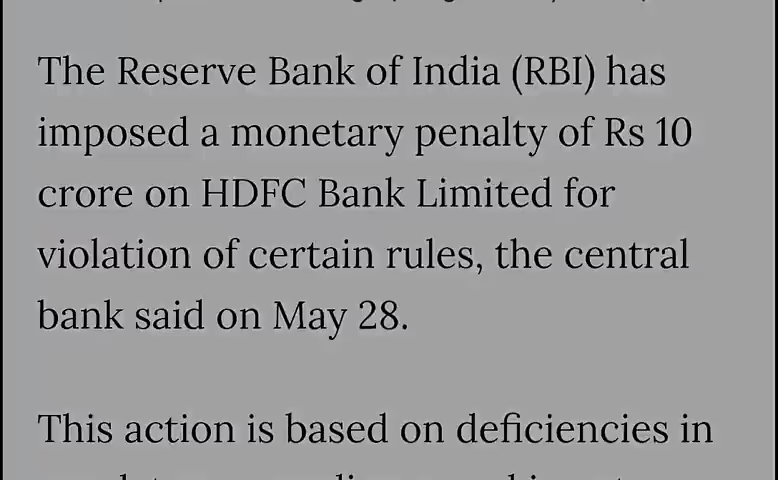 The Reserve Bank of India (RBI) has
imposed a monetary penalty of Rs 10
crore on HDFC Bank Limited for
violation of certain rules, the central
bank said on May 28.
This action is based on deficiencies in